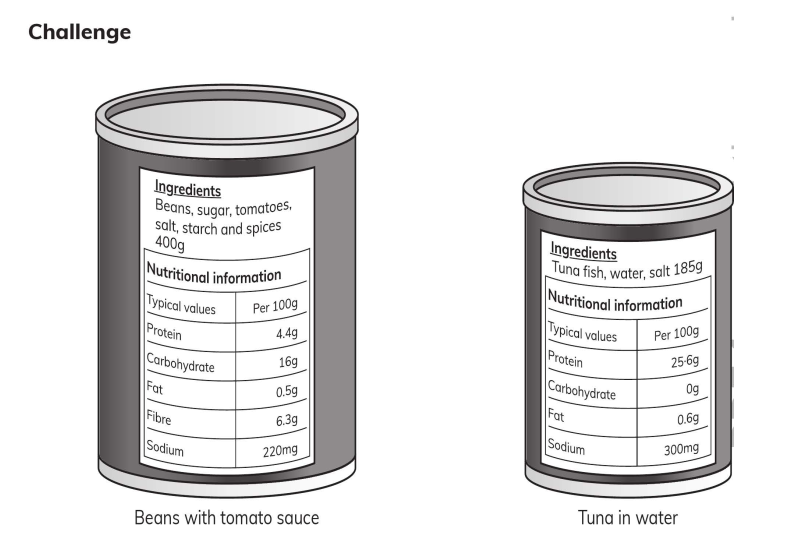 Challenge
Ingredients
Beans, sugar, tomatoes,
salt, starch and spices
400g
Nutritional information
Typical values Per 100g
Protein 4.4g
Carbohydrate 16g
Fat 0.5g
Fibre 6.3g
Sodium 220mg
Beans with tomato sauce
Ingredients
Tuna fish, water, salt 185g
Nutritional information
Typical values Per 100g
Protein 25·6g
Carbohydrate 0g
Fat 0.6g
Sodium 300mg
Tuna in water